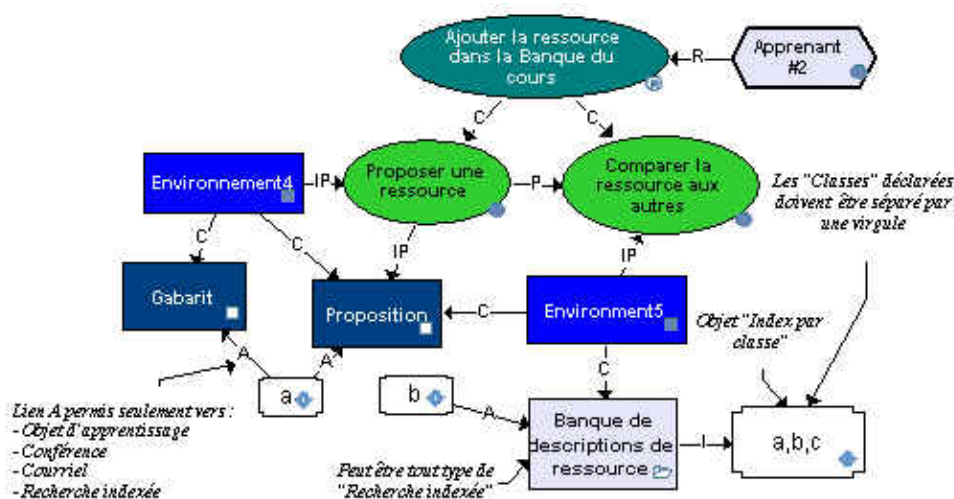 Ajouter la ressource
dans la Banque du
cours
R
Apprenant
#2
C
C
Environnement4
IP
Proposer une
ressource
P
Comparer la
ressource aux
autres
Les "Classes" déclarées
doivent être séparé par
une virgule
C
C
IP
IP
Gabarit
Proposition
C
Environment5
Objet "Index par
classe"
A
A
C
a
b
A
Banque de
descriptions de
ressource
I
a,b,c
Lien A permis seulement vers :
- Objet d'apprentissage
- Conférence
- Courriel
- Recherche indexée
Peut être tout type de
"Recherche indexée"